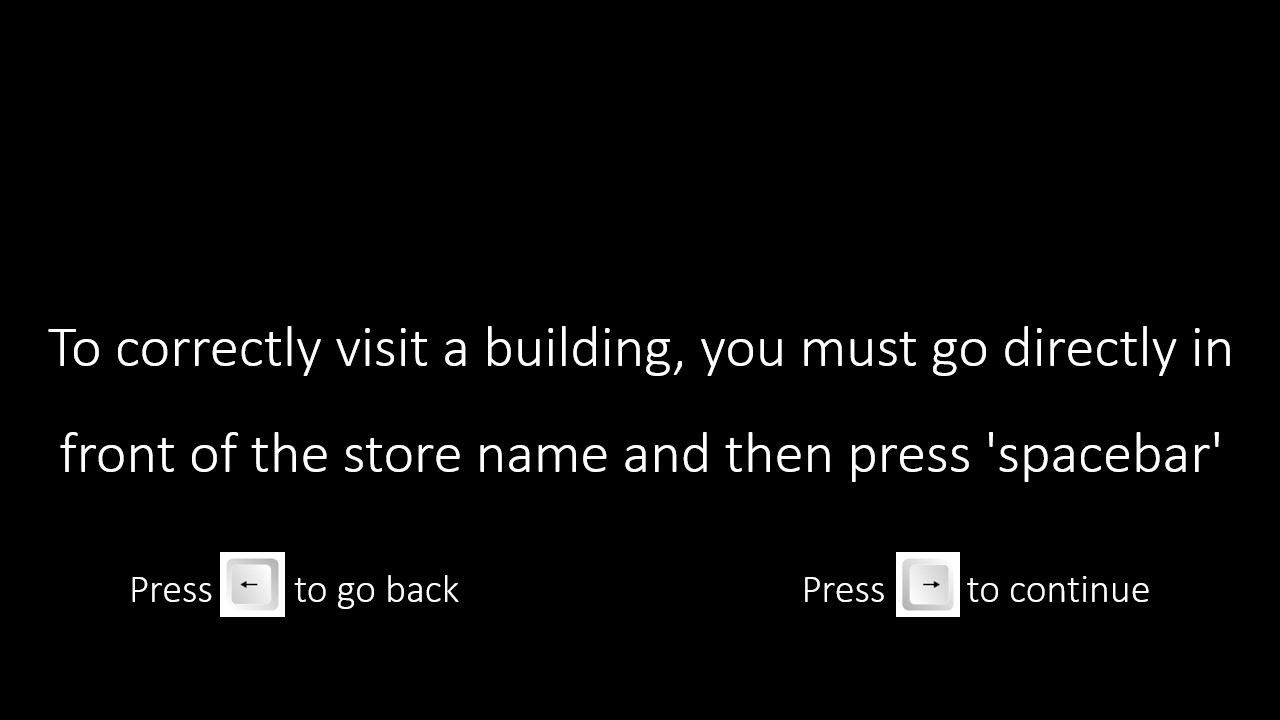 To correctly visit a building, you must go directly in
front of the store name and then press 'spacebar'
Press ← to go back
Press → to continue